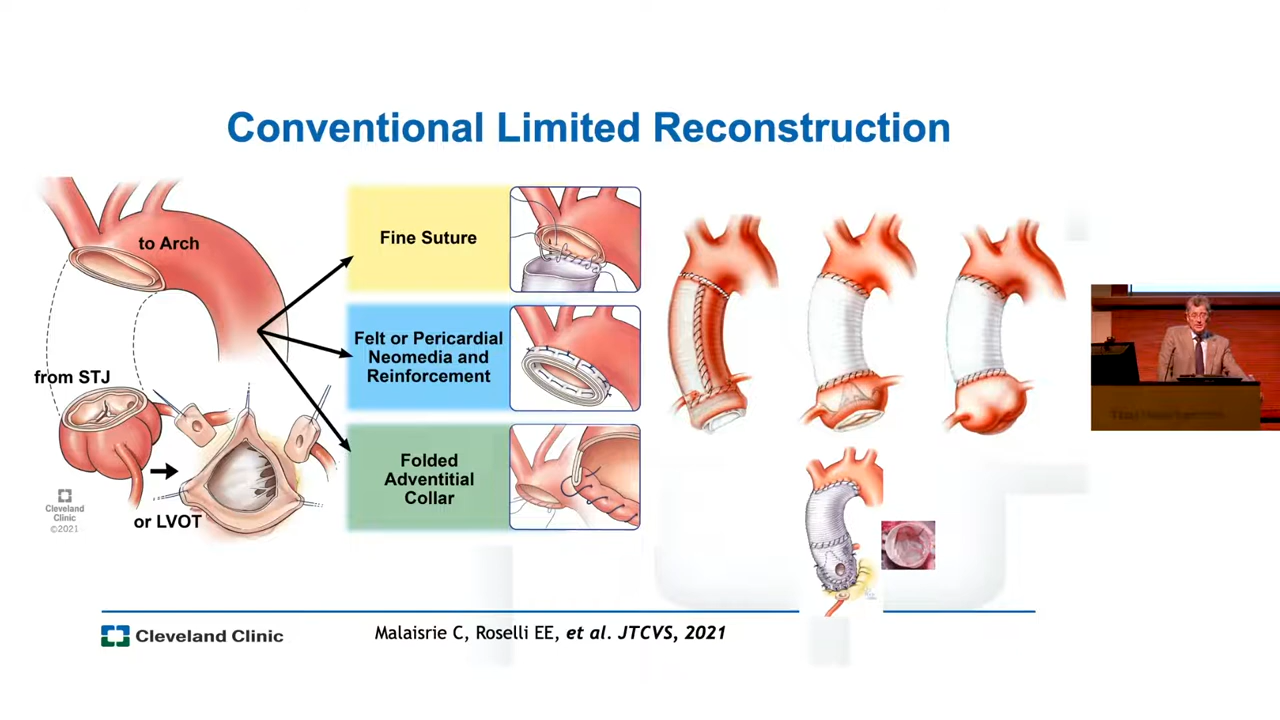 Conventional Limited Reconstruction
to Arch
from STJ
or LVOT
Cleveland
Clinic
©2021
Fine Suture
Felt or Pericardial
Neomedia and
Reinforcement
Folded
Adventitial
Collar
Cleveland Clinic
Malaisrie C, Roselli EE, et al. JTCVS, 2021